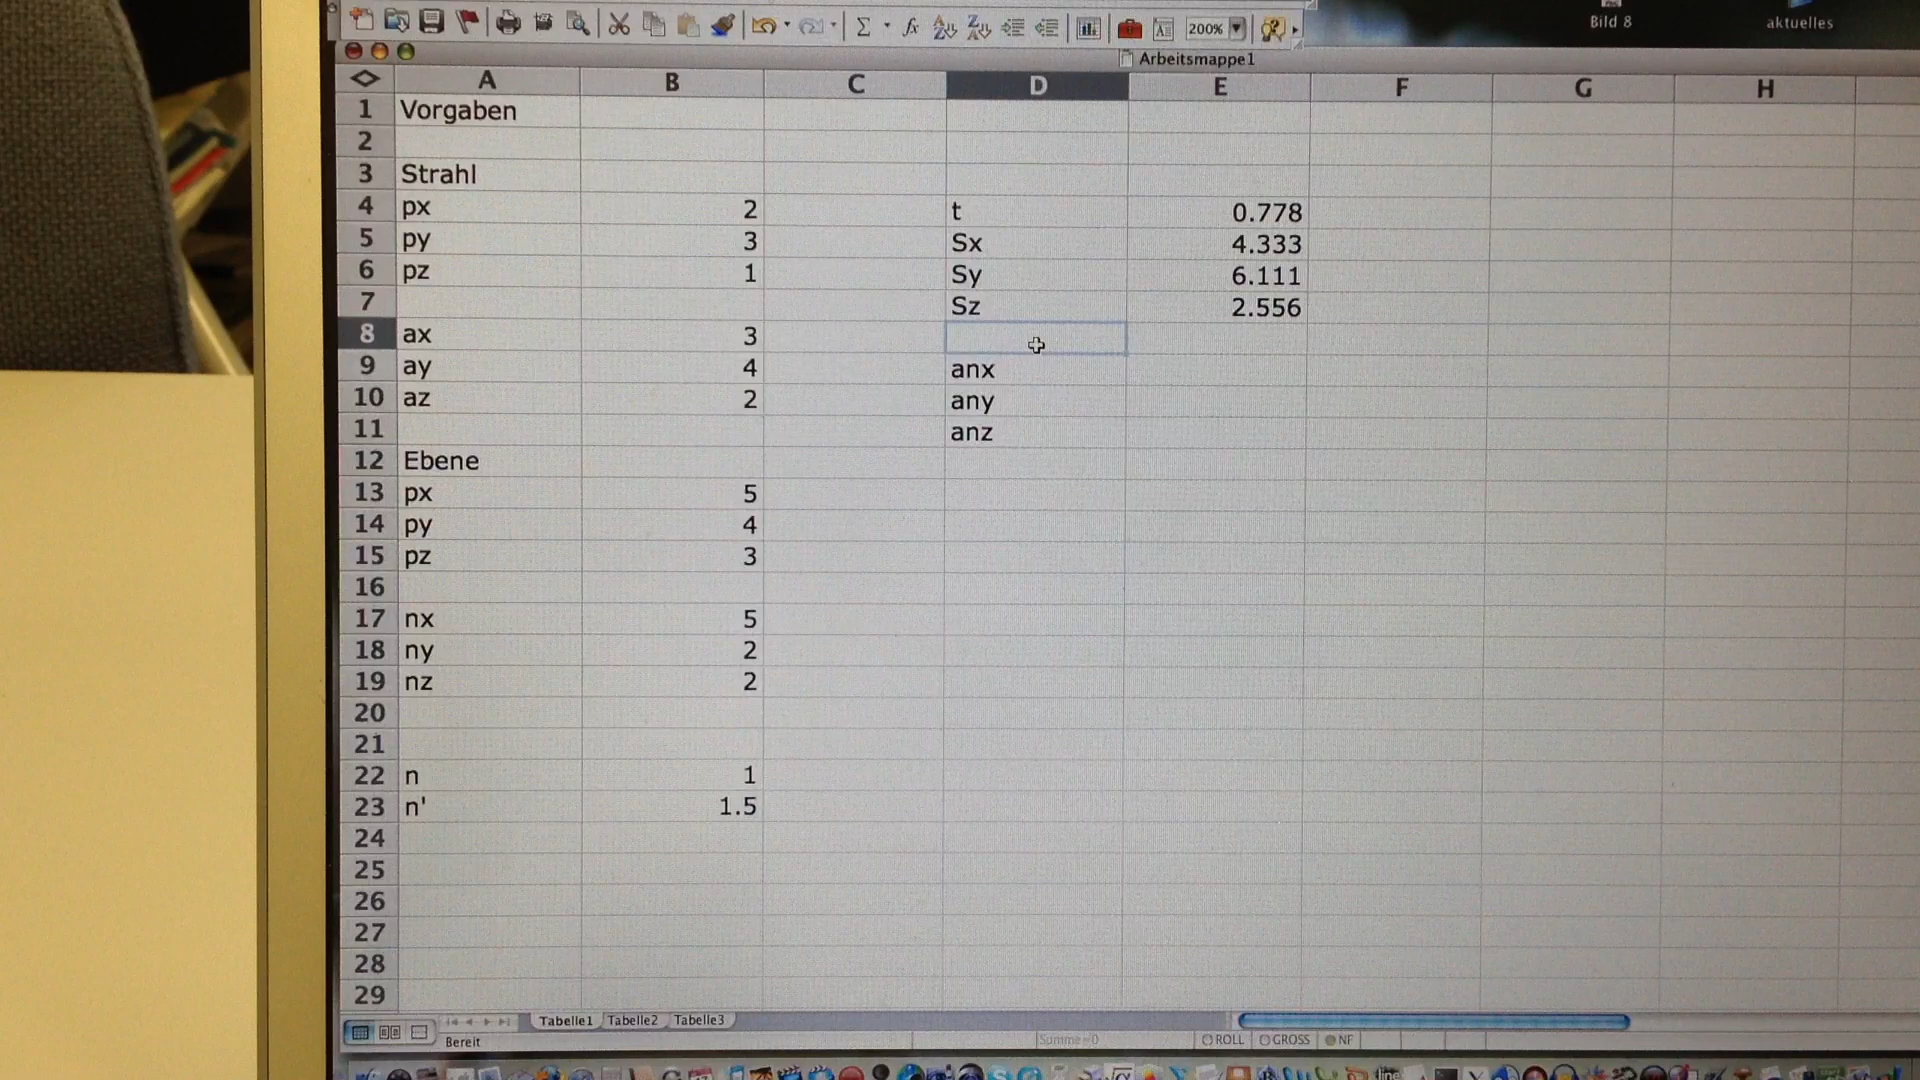 Bild 8
aktuelles
200%
Arbeitsmappe1
A B C D E F G H
1 Vorgaben
2
3 Strahl
4 px 2 t 0.778
5 py 3 Sx 4.333
6 pz 1 Sy 6.111
7 Sz 2.556
8 ax 3
9 ay 4 anx
10 az 2 any
11 anz
12 Ebene
13 px 5
14 py 4
15 pz 3
16
17 nx 5
18 ny 2
19 nz 2
20
21
22 n 1
23 n' 1.5
24
25
26
27
28
29
Tabelle1 Tabelle2 Tabelle3
Bereit Summe=0 ROLL GROSS NF